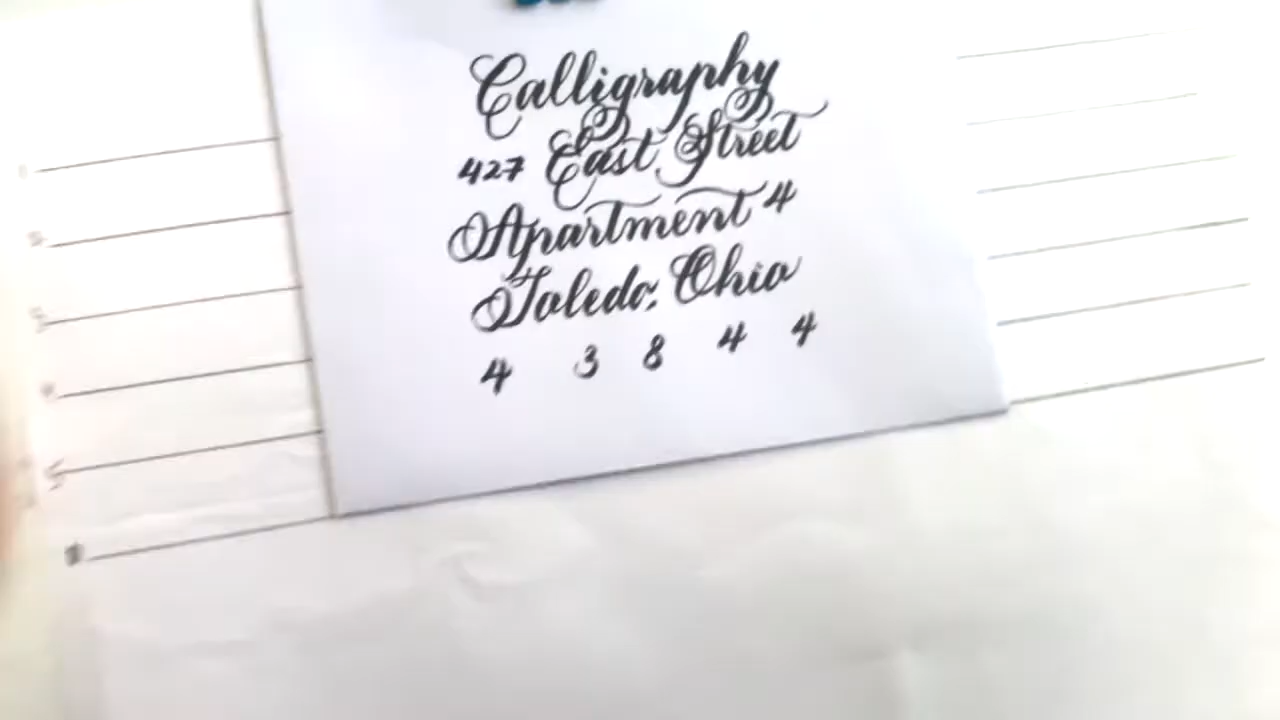 Calligraphy
427 East Street
Apartment 4
Toledo, Ohio
4 3 8 4 4